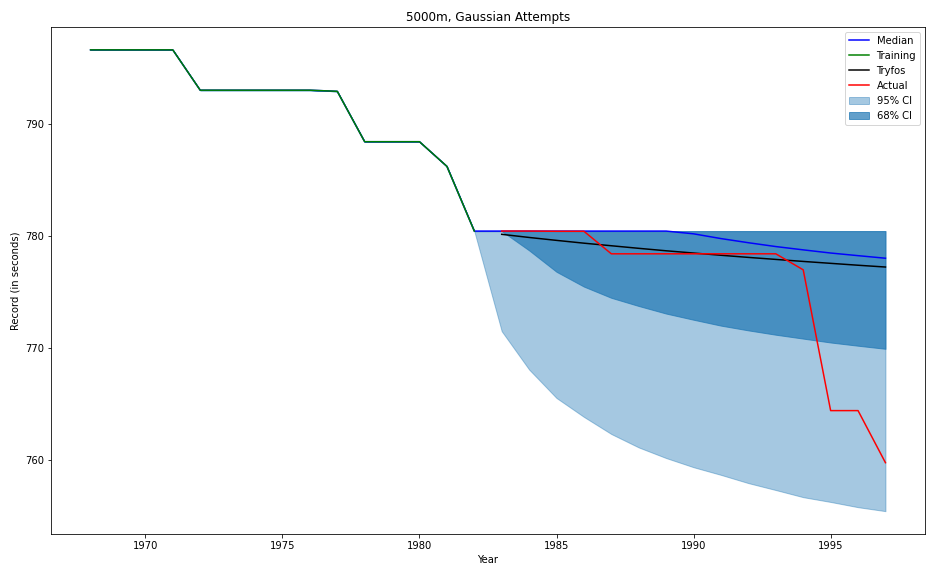 5000m, Gaussian Attempts
Median
Training
Tryfos
Actual
95% CI
68% CI
790
780
770
760
Record (in seconds)
1970
1975
1980
1985
1990
1995
Year